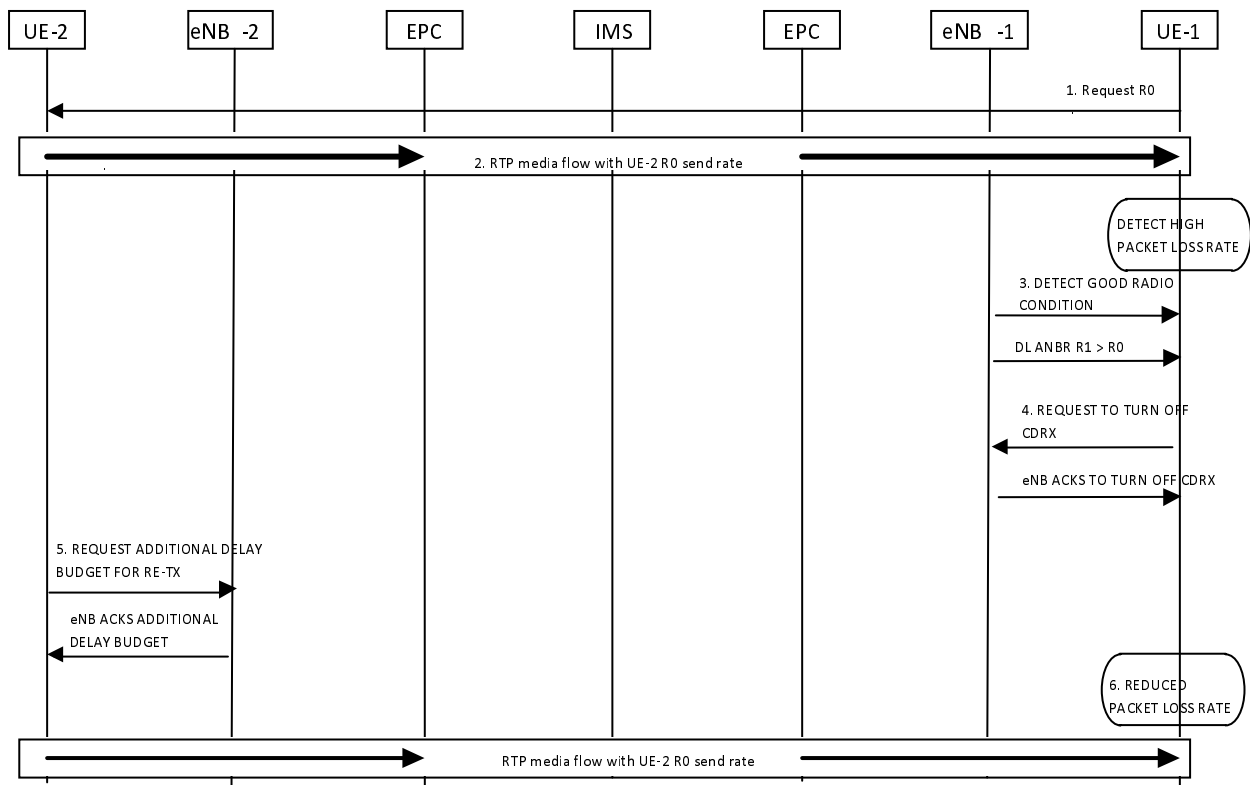 UE-2
eNB -2
EPC
IMS
EPC
eNB -1
UE-1
1. Request R0
2. RTP media flow with UE-2 R0 send rate
DETECT HIGH
PACKET LOSS RATE
3. DETECT GOOD RADIO
CONDITION
DL ANBR R1 > R0
4. REQUEST TO TURN OFF
CDRX
eNB ACKS TO TURN OFF CDRX
5. REQUEST ADDITIONAL DELAY
BUDGET FOR RE-TX
eNB ACKS ADDITIONAL
DELAY BUDGET
6. REDUCED
PACKET LOSS RATE
RTP media flow with UE-2 R0 send rate